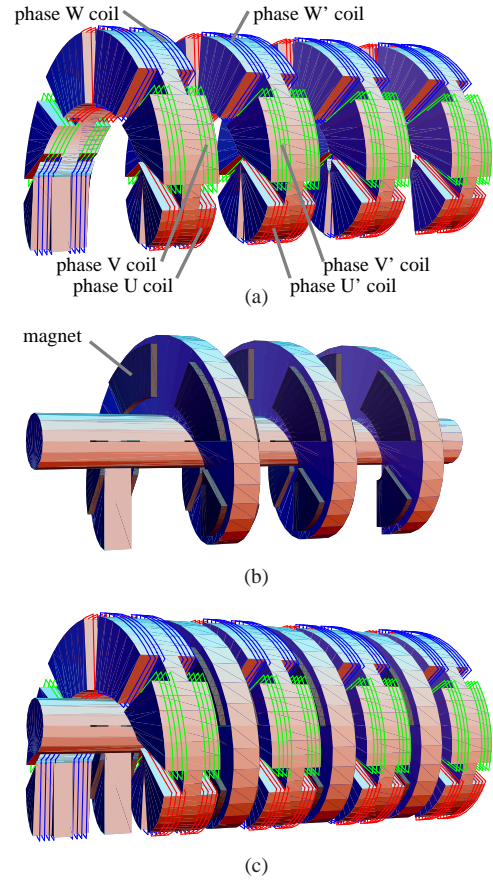 phase W coil phase W’ coil
phase V coil phase V’ coil
phase U coil phase U’ coil
(a)
magnet
(b)
(c)